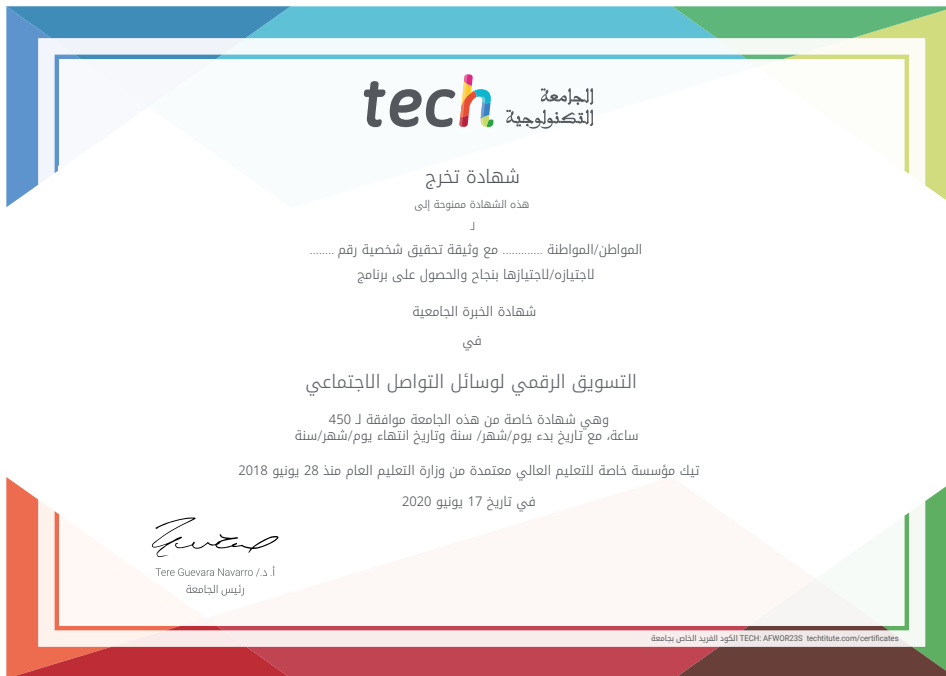 tech الجامعة
التكنولوجية
شهادة تخرج
هذه الشهادة ممنوحة إلى
لـ
المواطن/المواطنة ............. مع وثيقة تحقيق شخصية رقم ........
لاجتيازه/لاجتيازها بنجاح والحصول على برنامج
شهادة الخبرة الجامعية
في
التسويق الرقمي لوسائل التواصل الاجتماعي
وهي شهادة خاصة من هذه الجامعة موافقة لـ 450
ساعة، مع تاريخ بدء يوم/شهر/ سنة وتاريخ انتهاء يوم/شهر/سنة
تيك مؤسسة خاصة للتعليم العالي معتمدة من وزارة التعليم العام منذ 28 يونيو 2018
في تاريخ 17 يونيو 2020
أ. د./ Tere Guevara Navarro
رئيس الجامعة
الكود الفريد الخاص بجامعة TECH: AFWOR23S techtitute.com/certificates